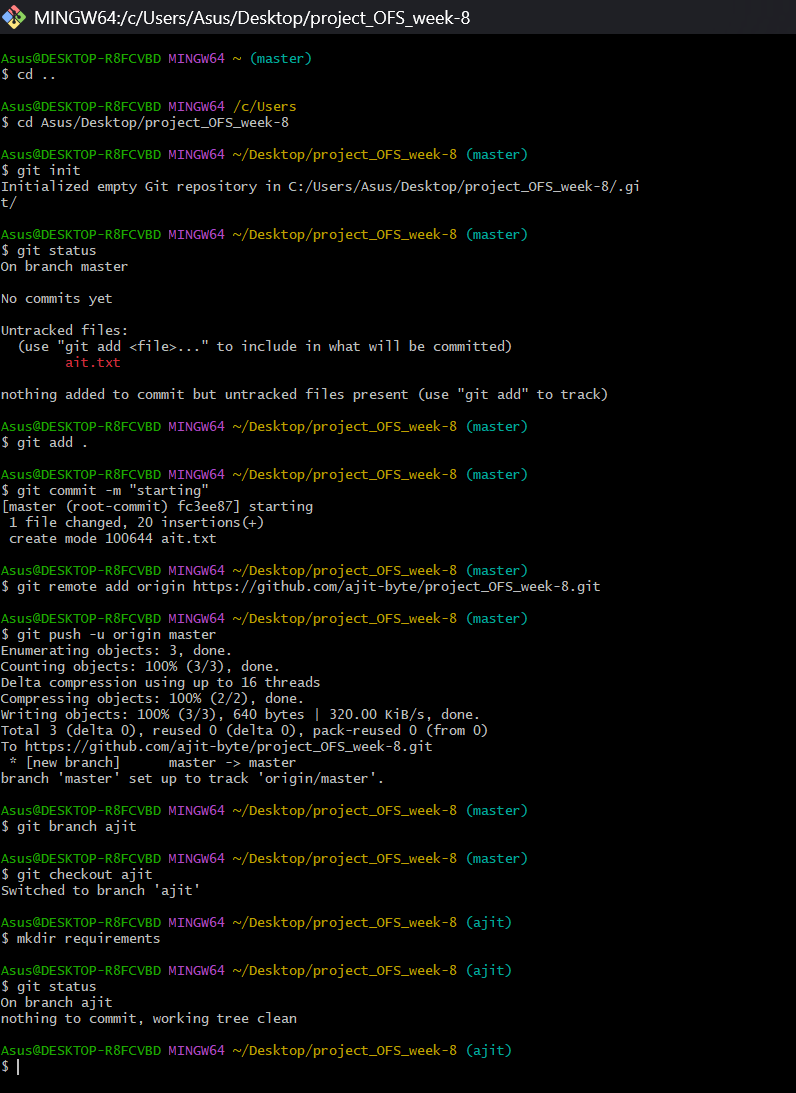 MINGW64:/c/Users/Asus/Desktop/project_OFS_week-8
Asus@DESKTOP-R8FCVBD MINGW64 ~ (master)
$ cd ..
Asus@DESKTOP-R8FCVBD MINGW64 /c/Users
$ cd Asus/Desktop/project_OFS_week-8
Asus@DESKTOP-R8FCVBD MINGW64 ~/Desktop/project_OFS_week-8 (master)
$ git init
Initialized empty Git repository in C:/Users/Asus/Desktop/project_OFS_week-8/.gi
t/
Asus@DESKTOP-R8FCVBD MINGW64 ~/Desktop/project_OFS_week-8 (master)
$ git status
On branch master
No commits yet
Untracked files:
  (use "git add <file>..." to include in what will be committed)
        ait.txt
nothing added to commit but untracked files present (use "git add" to track)
Asus@DESKTOP-R8FCVBD MINGW64 ~/Desktop/project_OFS_week-8 (master)
$ git add .
Asus@DESKTOP-R8FCVBD MINGW64 ~/Desktop/project_OFS_week-8 (master)
$ git commit -m "starting"
[master (root-commit) fc3ee87] starting
 1 file changed, 20 insertions(+)
 create mode 100644 ait.txt
Asus@DESKTOP-R8FCVBD MINGW64 ~/Desktop/project_OFS_week-8 (master)
$ git remote add origin https://github.com/ajit-byte/project_OFS_week-8.git
Asus@DESKTOP-R8FCVBD MINGW64 ~/Desktop/project_OFS_week-8 (master)
$ git push -u origin master
Enumerating objects: 3, done.
Counting objects: 100% (3/3), done.
Delta compression using up to 16 threads
Compressing objects: 100% (2/2), done.
Writing objects: 100% (3/3), 640 bytes | 320.00 KiB/s, done.
Total 3 (delta 0), reused 0 (delta 0), pack-reused 0 (from 0)
To https://github.com/ajit-byte/project_OFS_week-8.git
 * [new branch]      master -> master
branch 'master' set up to track 'origin/master'.
Asus@DESKTOP-R8FCVBD MINGW64 ~/Desktop/project_OFS_week-8 (master)
$ git branch ajit
Asus@DESKTOP-R8FCVBD MINGW64 ~/Desktop/project_OFS_week-8 (master)
$ git checkout ajit
Switched to branch 'ajit'
Asus@DESKTOP-R8FCVBD MINGW64 ~/Desktop/project_OFS_week-8 (ajit)
$ mkdir requirements
Asus@DESKTOP-R8FCVBD MINGW64 ~/Desktop/project_OFS_week-8 (ajit)
$ git status
On branch ajit
nothing to commit, working tree clean
Asus@DESKTOP-R8FCVBD MINGW64 ~/Desktop/project_OFS_week-8 (ajit)
$